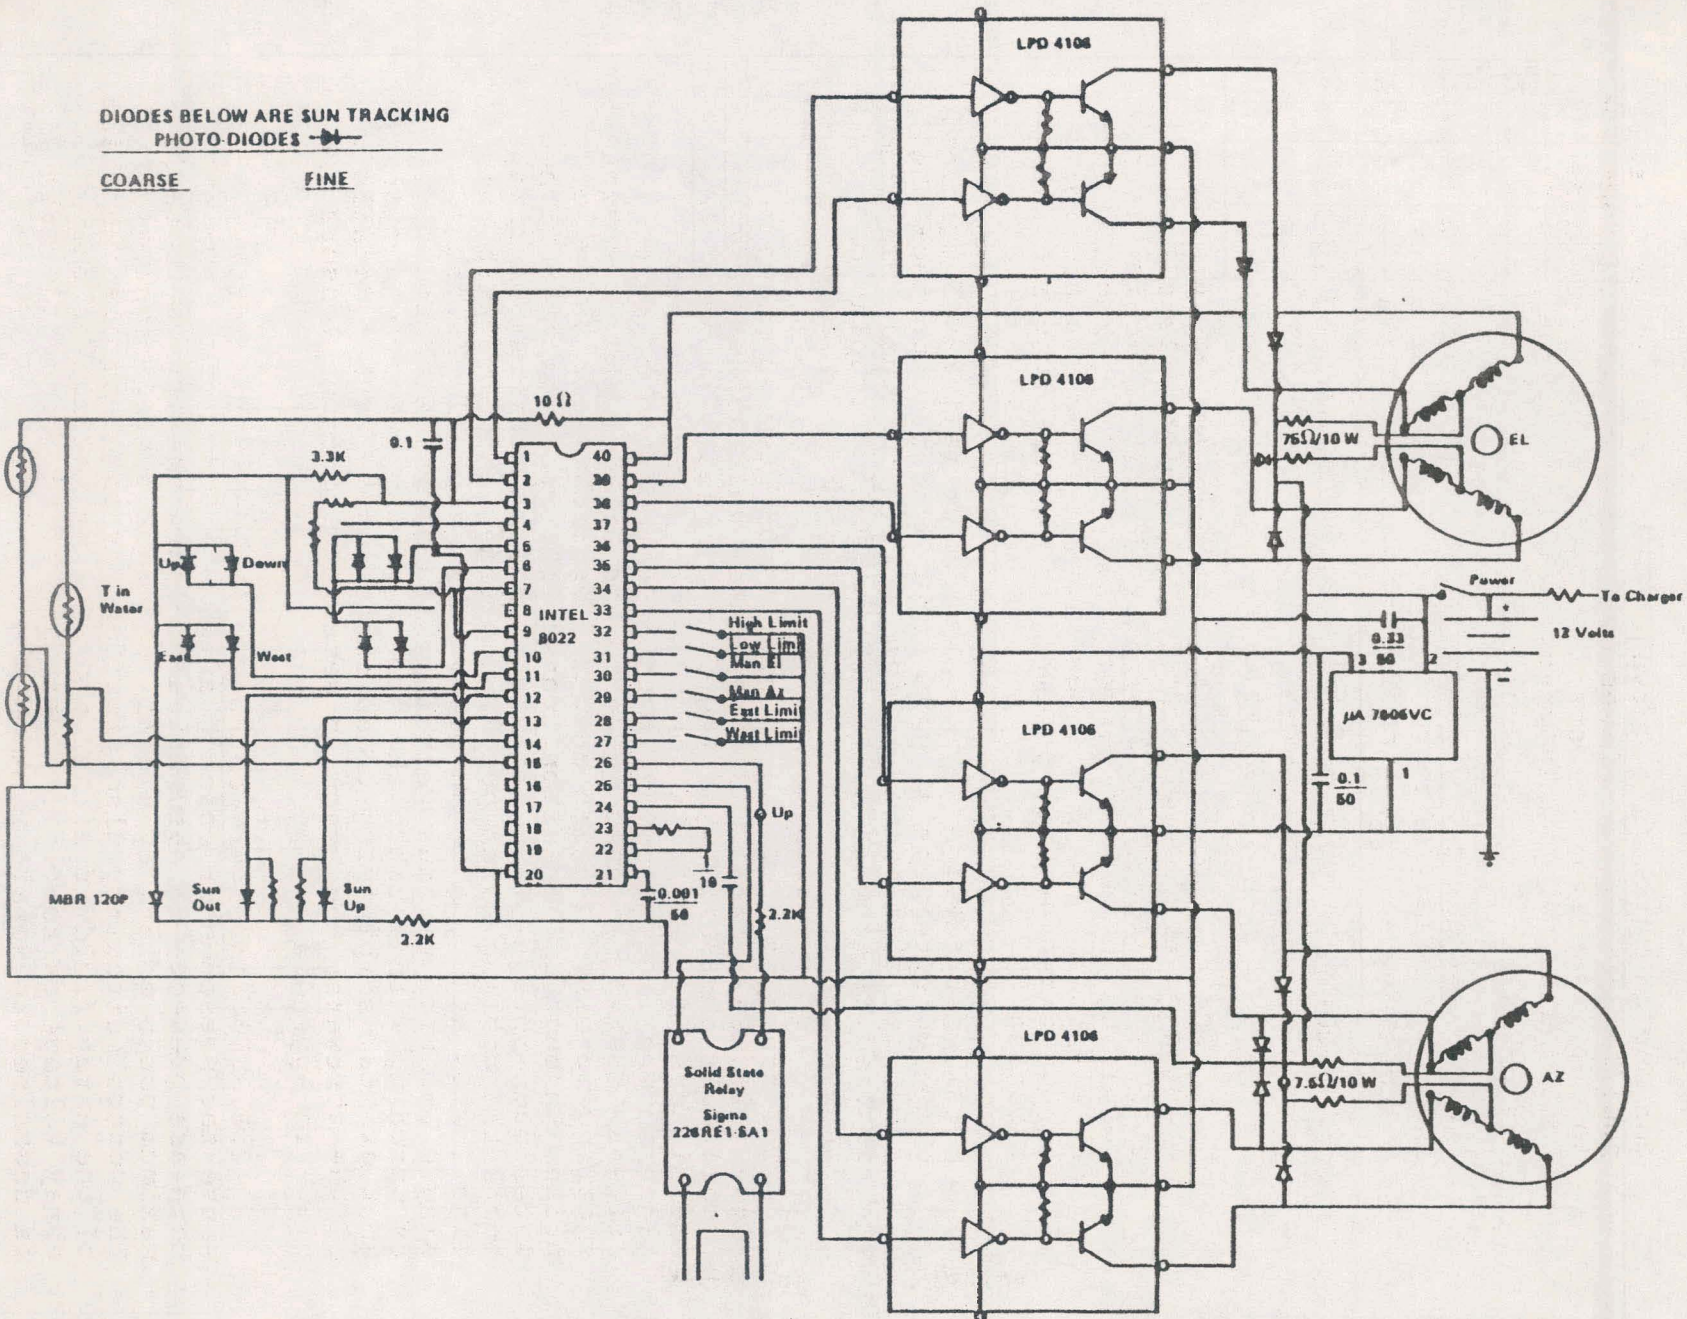 DIODES BELOW ARE SUN TRACKING
PHOTO-DIODES
COARSE
FINE
LPD 4106
LPD 4106
LPD 4106
LPD 4106
10 Ω
0.1
3.3K
Up
Down
East
West
T in
Water
INTEL
8022
1
2
3
4
5
6
7
8
9
10
11
12
13
14
15
16
17
18
19
20
40
39
38
37
36
35
34
33
32
31
30
29
28
27
26
26
24
23
22
21
High Limit
Low Limit
Man El
Man Az
East Limit
West Limit
Up
MBR 120P
Sun
Out
Sun
Up
2.2K
0.001
50
10
2.2K
Solid State
Relay
Sigma
226RE1-5A1
75Ω/10 W
EL
Power
To Charger
12 Volts
+
-
0.33
50
3
2
μA 7805VC
1
0.1
50
7.5Ω/10 W
AZ